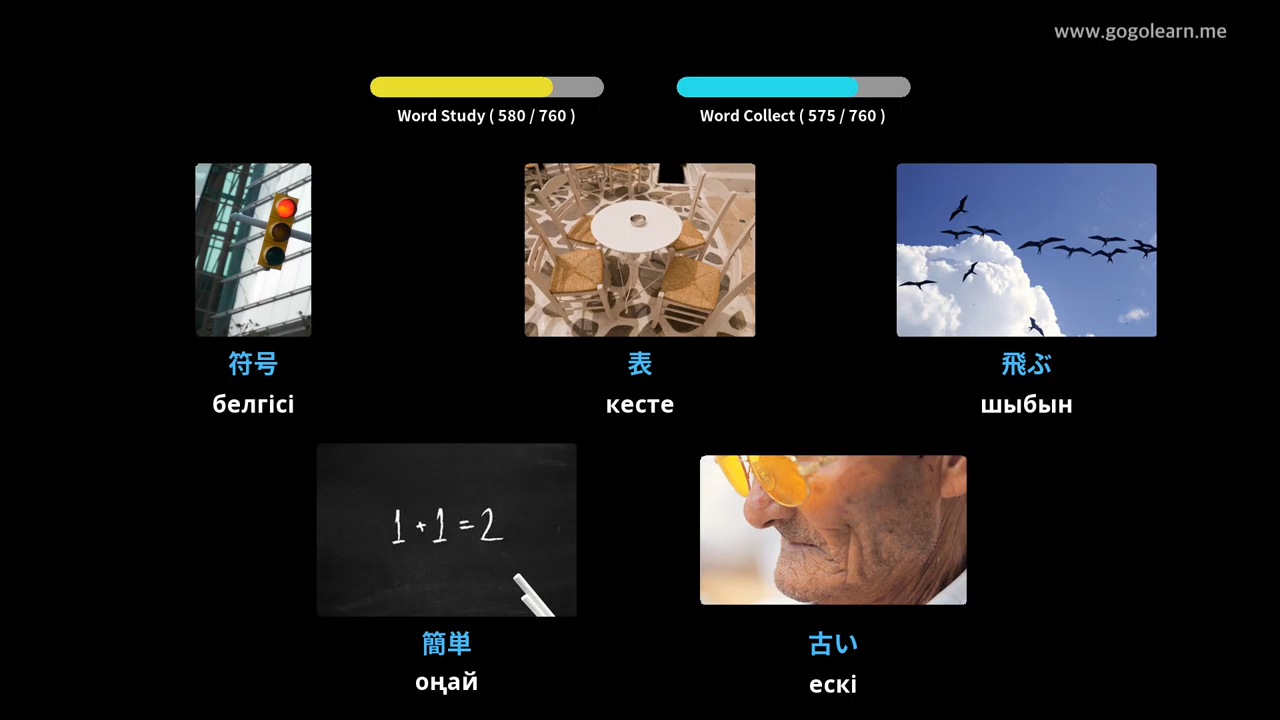 www.gogolearn.me
Word Study ( 580 / 760 )
Word Collect ( 575 / 760 )
符号
белгісі
表
кесте
飛ぶ
шыбын
1 + 1 = 2
簡単
оңай
古い
ескі